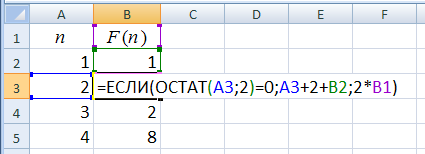 A B C D E F
1 n F(n)
2 1 1
3 2 =ЕСЛИ(ОСТАТ(A3;2)=0;A3+2+B2;2*B1)
4 3 2
5 4 8